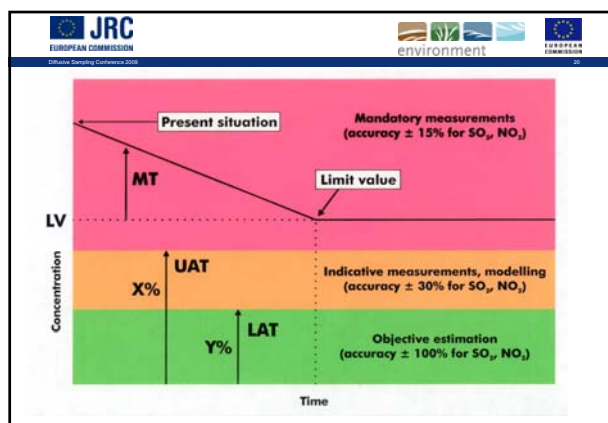 JRC
EUROPEAN COMMISSION
environment
EUROPEAN
COMMISSION
Diffusive Sampling Conference 2009
20
Present situation
Mandatory measurements
(accuracy ± 15% for SO₂, NO₂)
MT
Limit value
LV
UAT
Indicative measurements, modelling
(accuracy ± 30% for SO₂, NO₂)
X%
Concentration
LAT
Y%
Objective estimation
(accuracy ± 100% for SO₂, NO₂)
Time